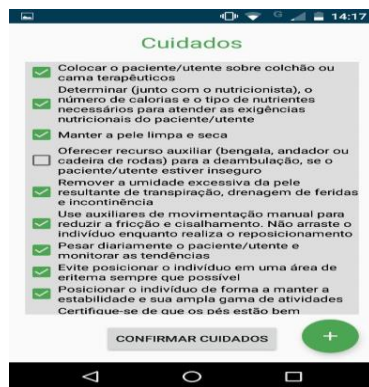 G 14:17
Cuidados
Colocar o paciente/utente sobre colchão ou
cama terapêuticos
Determinar (junto com o nutricionista), o
número de calorias e o tipo de nutrientes
necessários para atender as exigências
nutricionais do paciente/utente
Manter a pele limpa e seca
Oferecer recurso auxiliar (bengala, andador ou
cadeira de rodas) para a deambulação, se o
paciente/utente estiver inseguro
Remover a umidade excessiva da pele
resultante de transpiração, drenagem de feridas
e incontinência
Use auxiliares de movimentação manual para
reduzir a fricção e cisalhamento. Não arraste o
indivíduo enquanto realiza o reposicionamento
Pesar diariamente o paciente/utente e
monitorar as tendências
Evite posicionar o indivíduo em uma área de
eritema sempre que possível
Posicionar o indivíduo de forma a manter a
estabilidade e sua ampla gama de atividades
Certifique-se de que os pés estão bem
CONFIRMAR CUIDADOS
+